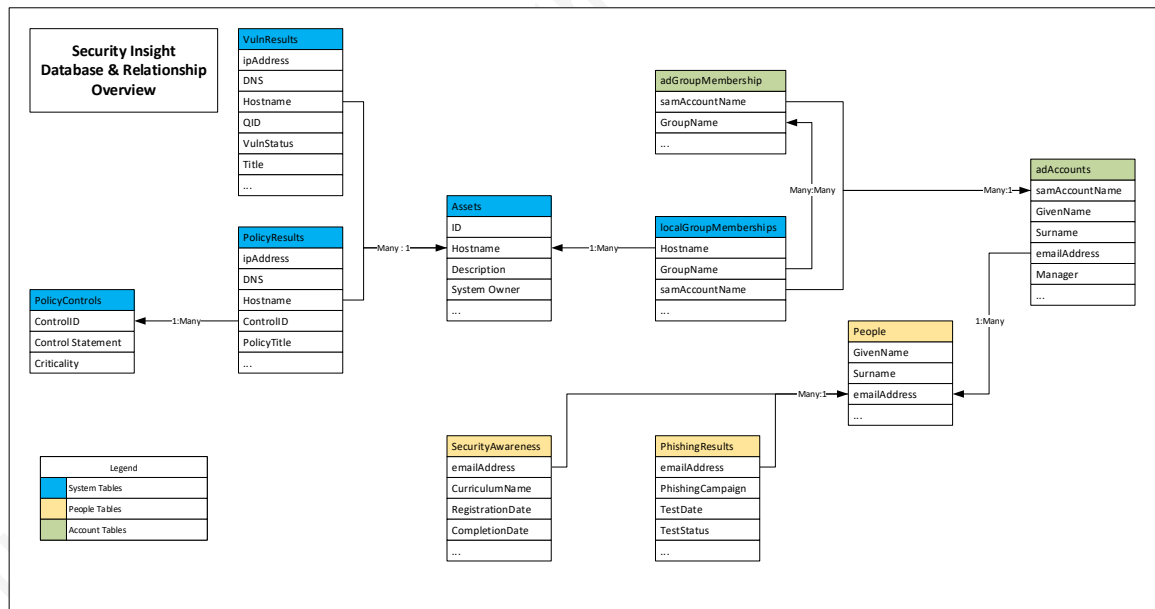 Security Insight
Database & Relationship
Overview
VulnResults
ipAddress
DNS
Hostname
QID
VulnStatus
Title
...
PolicyResults
ipAddress
DNS
Hostname
ControlID
PolicyTitle
...
PolicyControls
ControlID
Control Statement
Criticality
1:Many
Many : 1
Assets
ID
Hostname
Description
System Owner
...
1:Many
adGroupMembership
samAccountName
GroupName
...
Many:Many
localGroupMemberships
Hostname
GroupName
samAccountName
...
Many:1
adAccounts
samAccountName
GivenName
Surname
emailAddress
Manager
...
1:Many
People
GivenName
Surname
emailAddress
...
Many:1
SecurityAwareness
emailAddress
CurriculumName
RegistrationDate
CompletionDate
...
PhishingResults
emailAddress
PhishingCampaign
TestDate
TestStatus
...
Legend
System Tables
People Tables
Account Tables